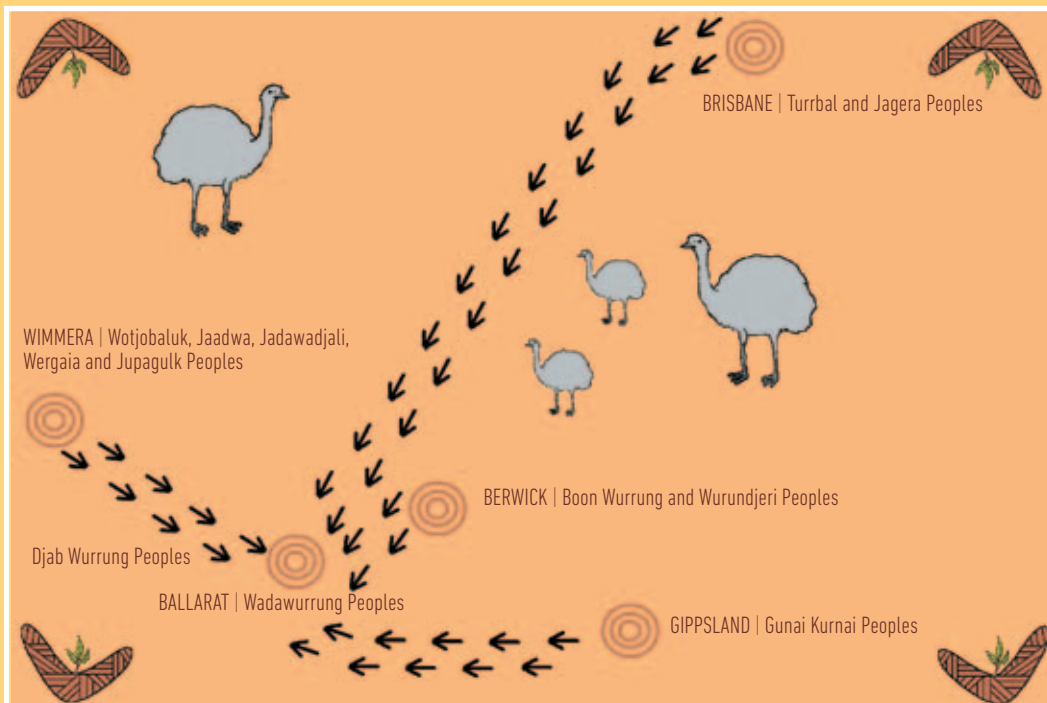 BRISBANE | Turrbal and Jagera Peoples
WIMMERA | Wotjobaluk, Jaadwa, Jadawadjali,
Wergaia and Jupagulk Peoples
BERWICK | Boon Wurrung and Wurundjeri Peoples
Djab Wurrung Peoples
BALLARAT | Wadawurrung Peoples
GIPPSLAND | Gunai Kurnai Peoples